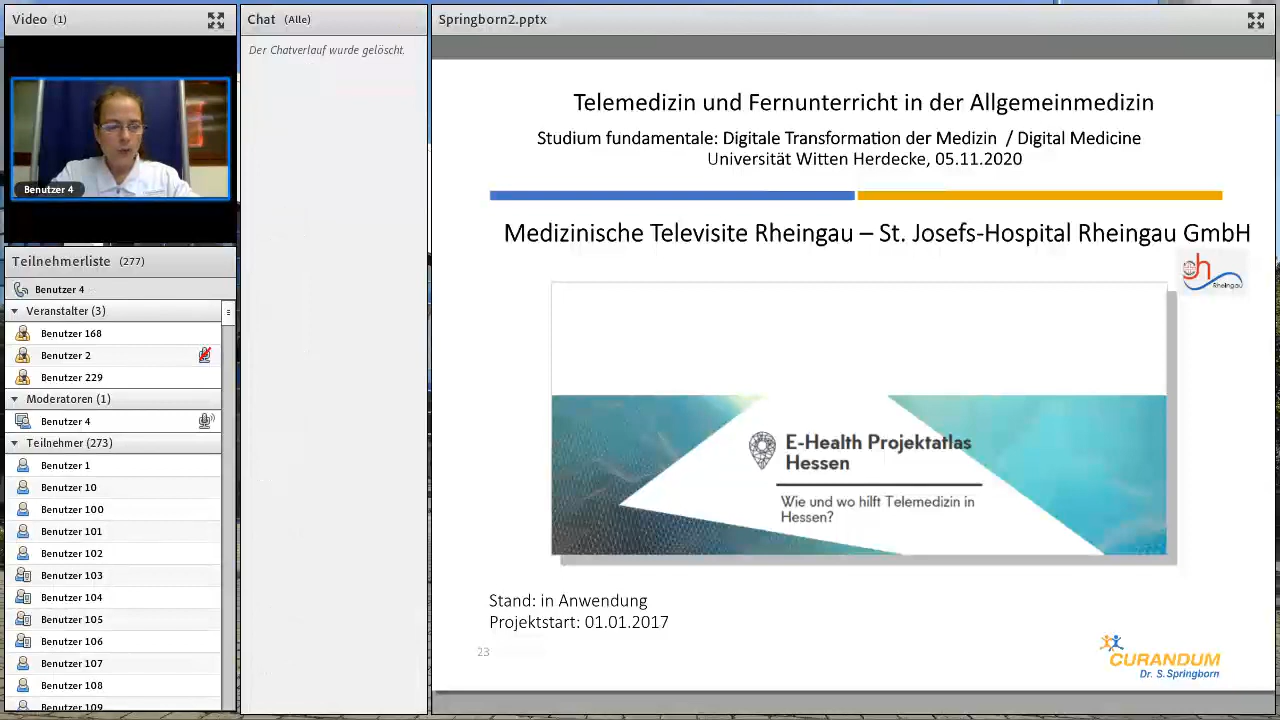 Video (1)
Benutzer 4
Teilnehmerliste (277)
Benutzer 4
Veranstalter (3)
Benutzer 168
Benutzer 2
Benutzer 229
Moderatoren (1)
Benutzer 4
Teilnehmer (273)
Benutzer 1
Benutzer 10
Benutzer 100
Benutzer 101
Benutzer 102
Benutzer 103
Benutzer 104
Benutzer 105
Benutzer 106
Benutzer 107
Benutzer 108
Benutzer 109
Chat (Alle)
Der Chatverlauf wurde gelöscht.
Springborn2.pptx
Telemedizin und Fernunterricht in der Allgemeinmedizin
Studium fundamentale: Digitale Transformation der Medizin / Digital Medicine
Universität Witten Herdecke, 05.11.2020
Medizinische Televisite Rheingau – St. Josefs-Hospital Rheingau GmbH
jh
Rheingau
E-Health Projektatlas
Hessen
Wie und wo hilft Telemedizin in
Hessen?
Stand: in Anwendung
Projektstart: 01.01.2017
23
CURANDUM
Dr. S. Springborn